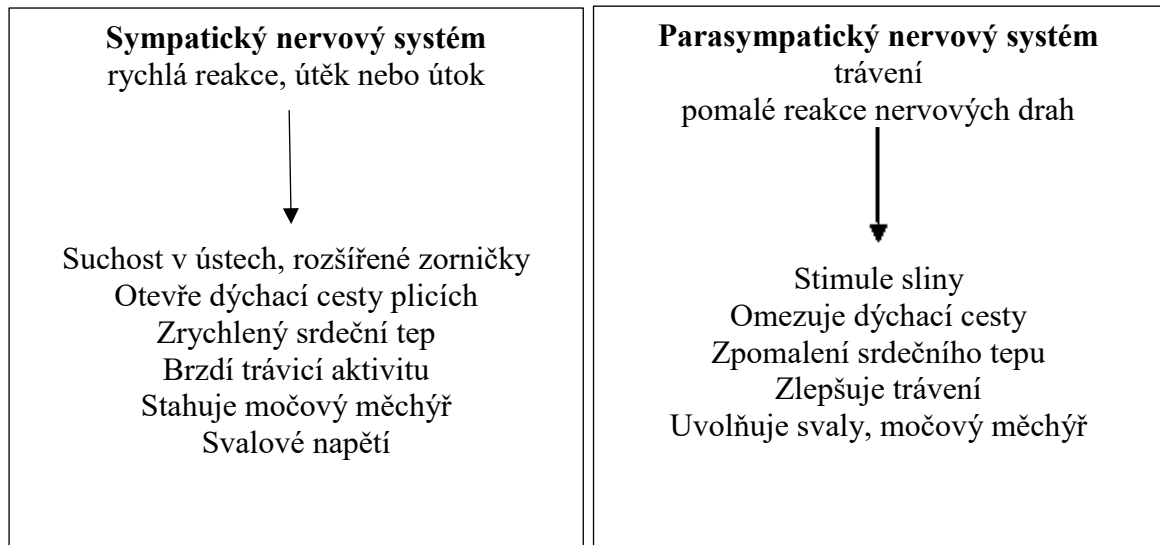 Sympatický nervový systém
rychlá reakce, útěk nebo útok
Suchost v ústech, rozšířené zorničky
Otevře dýchací cesty plicích
Zrychlený srdeční tep
Brzdí trávicí aktivitu
Stahuje močový měchýř
Svalové napětí
Parasympatický nervový systém
trávení
pomalé reakce nervových drah
Stimule sliny
Omezuje dýchací cesty
Zpomalení srdečního tepu
Zlepšuje trávení
Uvolňuje svaly, močový měchýř